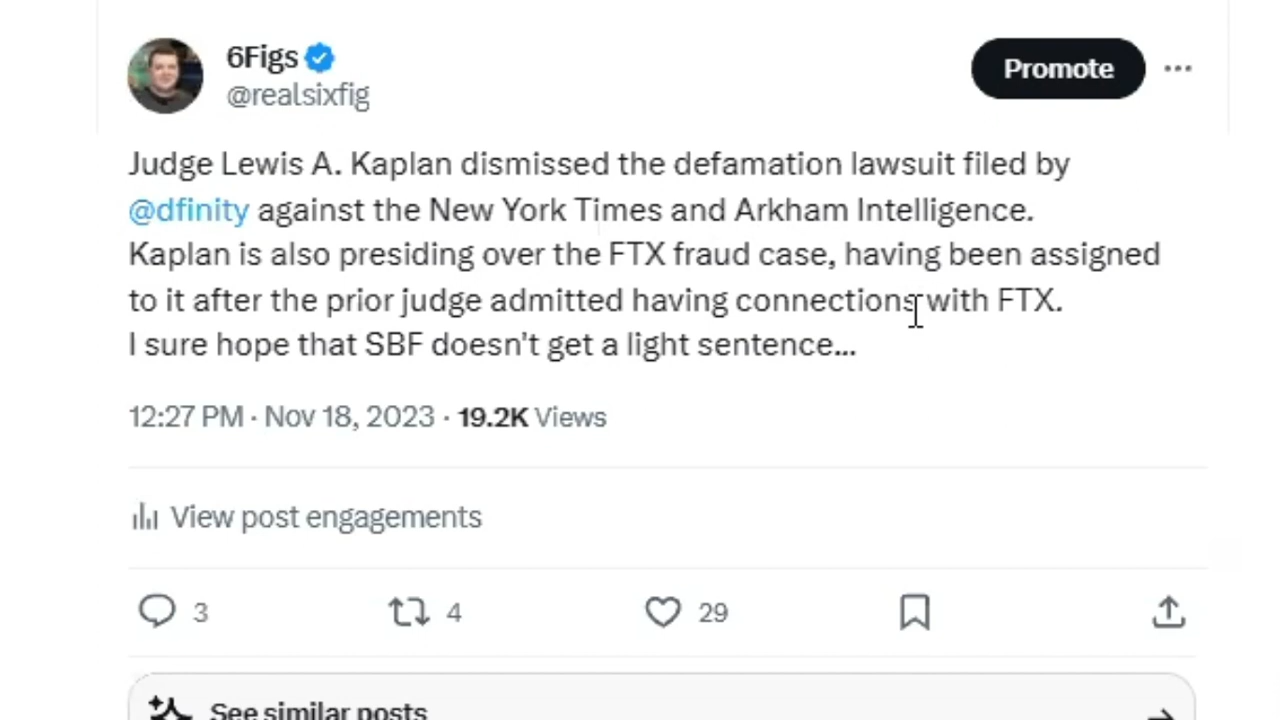 6Figs
@realsixfig
Promote
Judge Lewis A. Kaplan dismissed the defamation lawsuit filed by
@dfinity against the New York Times and Arkham Intelligence.
Kaplan is also presiding over the FTX fraud case, having been assigned
to it after the prior judge admitted having connections with FTX.
I sure hope that SBF doesn't get a light sentence...
12:27 PM · Nov 18, 2023 · 19.2K Views
View post engagements
3 4 29
See similar posts